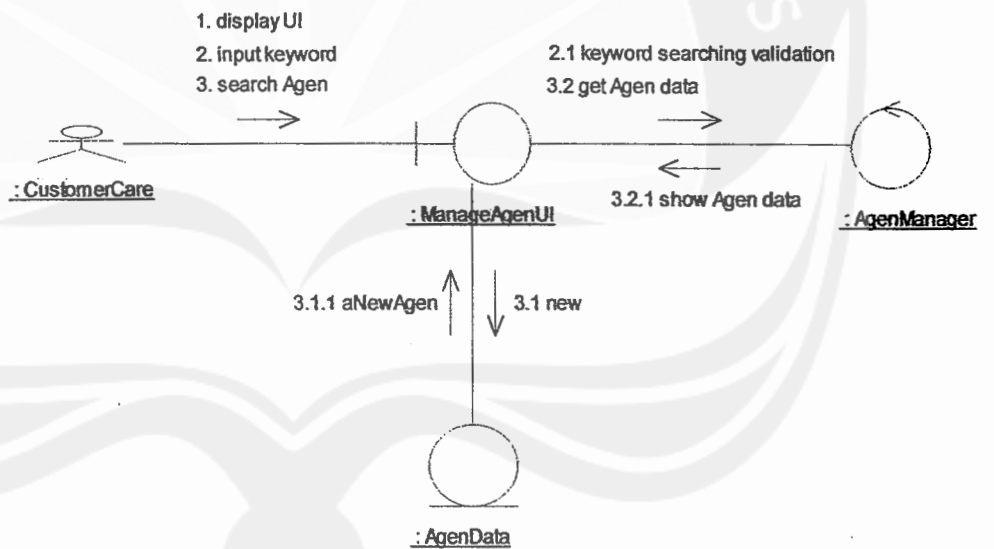 1. display UI
2. input keyword
3. search Agen
2.1 keyword searching validation
3.2 get Agen data
: CustomerCare
: ManageAgenUI
3.2.1 show Agen data
: AgenManager
3.1.1 aNewAgen
3.1 new
: AgenData